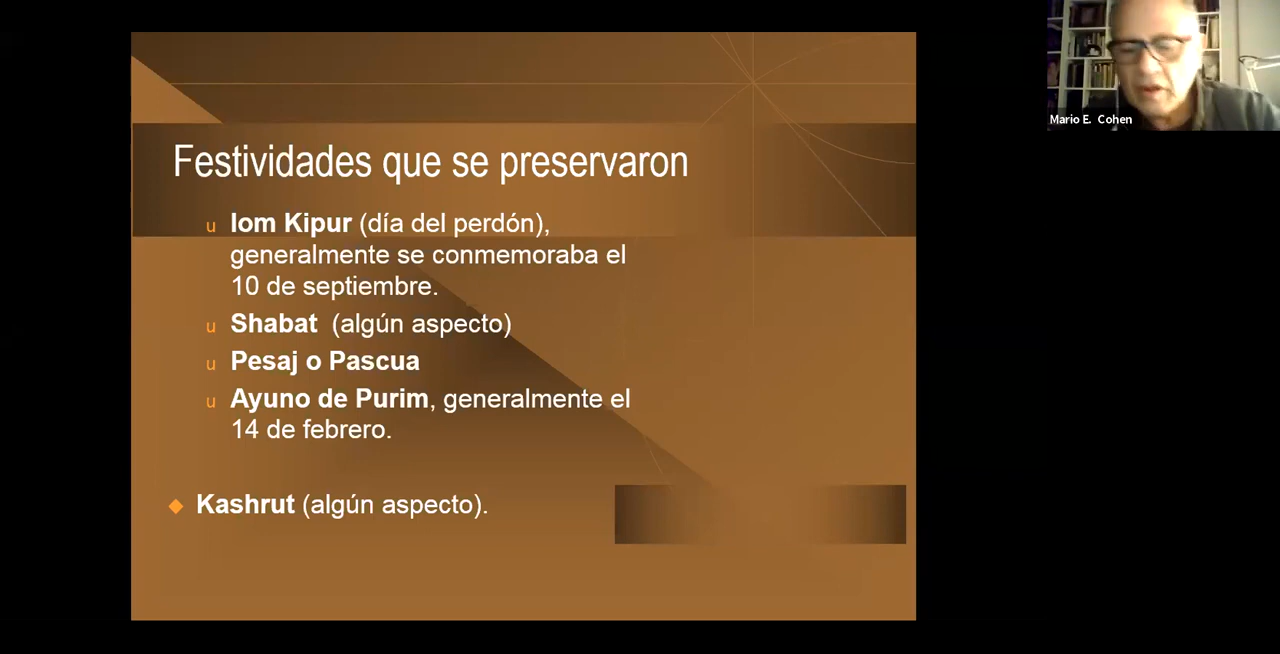 Festividades que se preservaron
u Iom Kipur (día del perdón),
generalmente se conmemoraba el
10 de septiembre.
u Shabat (algún aspecto)
u Pesaj o Pascua
u Ayuno de Purim, generalmente el
14 de febrero.
◆ Kashrut (algún aspecto).
Mario E. Cohen